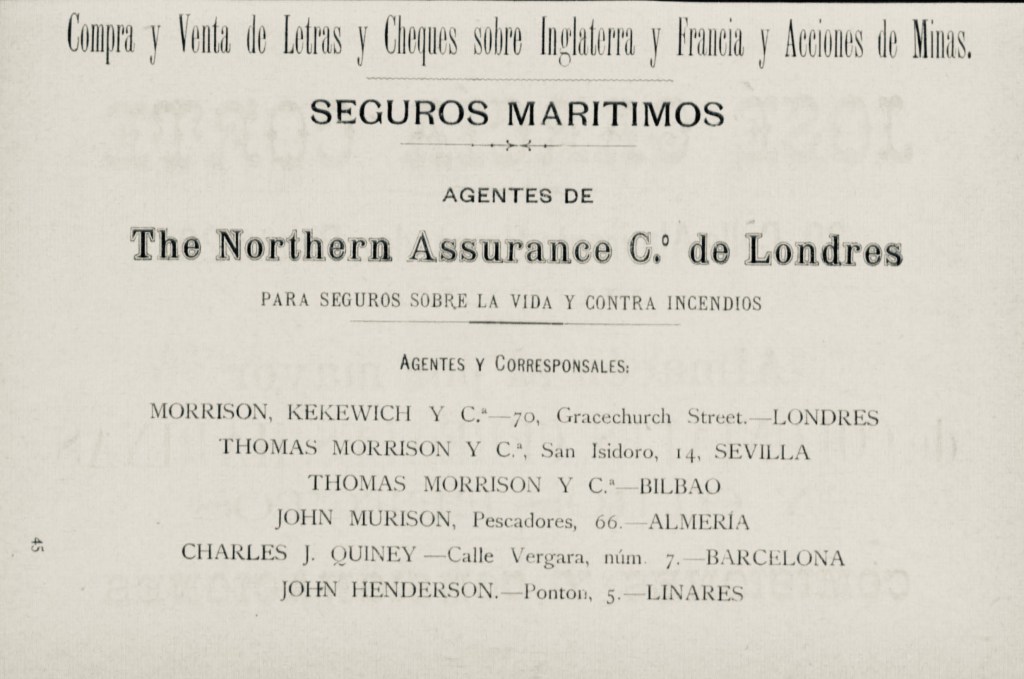 Compra y Venta de Letras y Cheques sobre Inglaterra y Francia y Acciones de Minas.
SEGUROS MARITIMOS
AGENTES DE
The Northern Assurance C.º de Londres
PARA SEGUROS SOBRE LA VIDA Y CONTRA INCENDIOS
AGENTES Y CORRESPONSALES:
MORRISON, KEKEWICH Y C.ª—70, Gracechurch Street.—LONDRES
THOMAS MORRISON Y C.ª, San Isidoro, 14, SEVILLA
THOMAS MORRISON Y C.ª—BILBAO
JOHN MURISON, Pescadores, 66.—ALMERÍA
CHARLES J. QUINEY—Calle Vergara, núm. 7.—BARCELONA
JOHN HENDERSON.—Ponton, 5.—LINARES
45